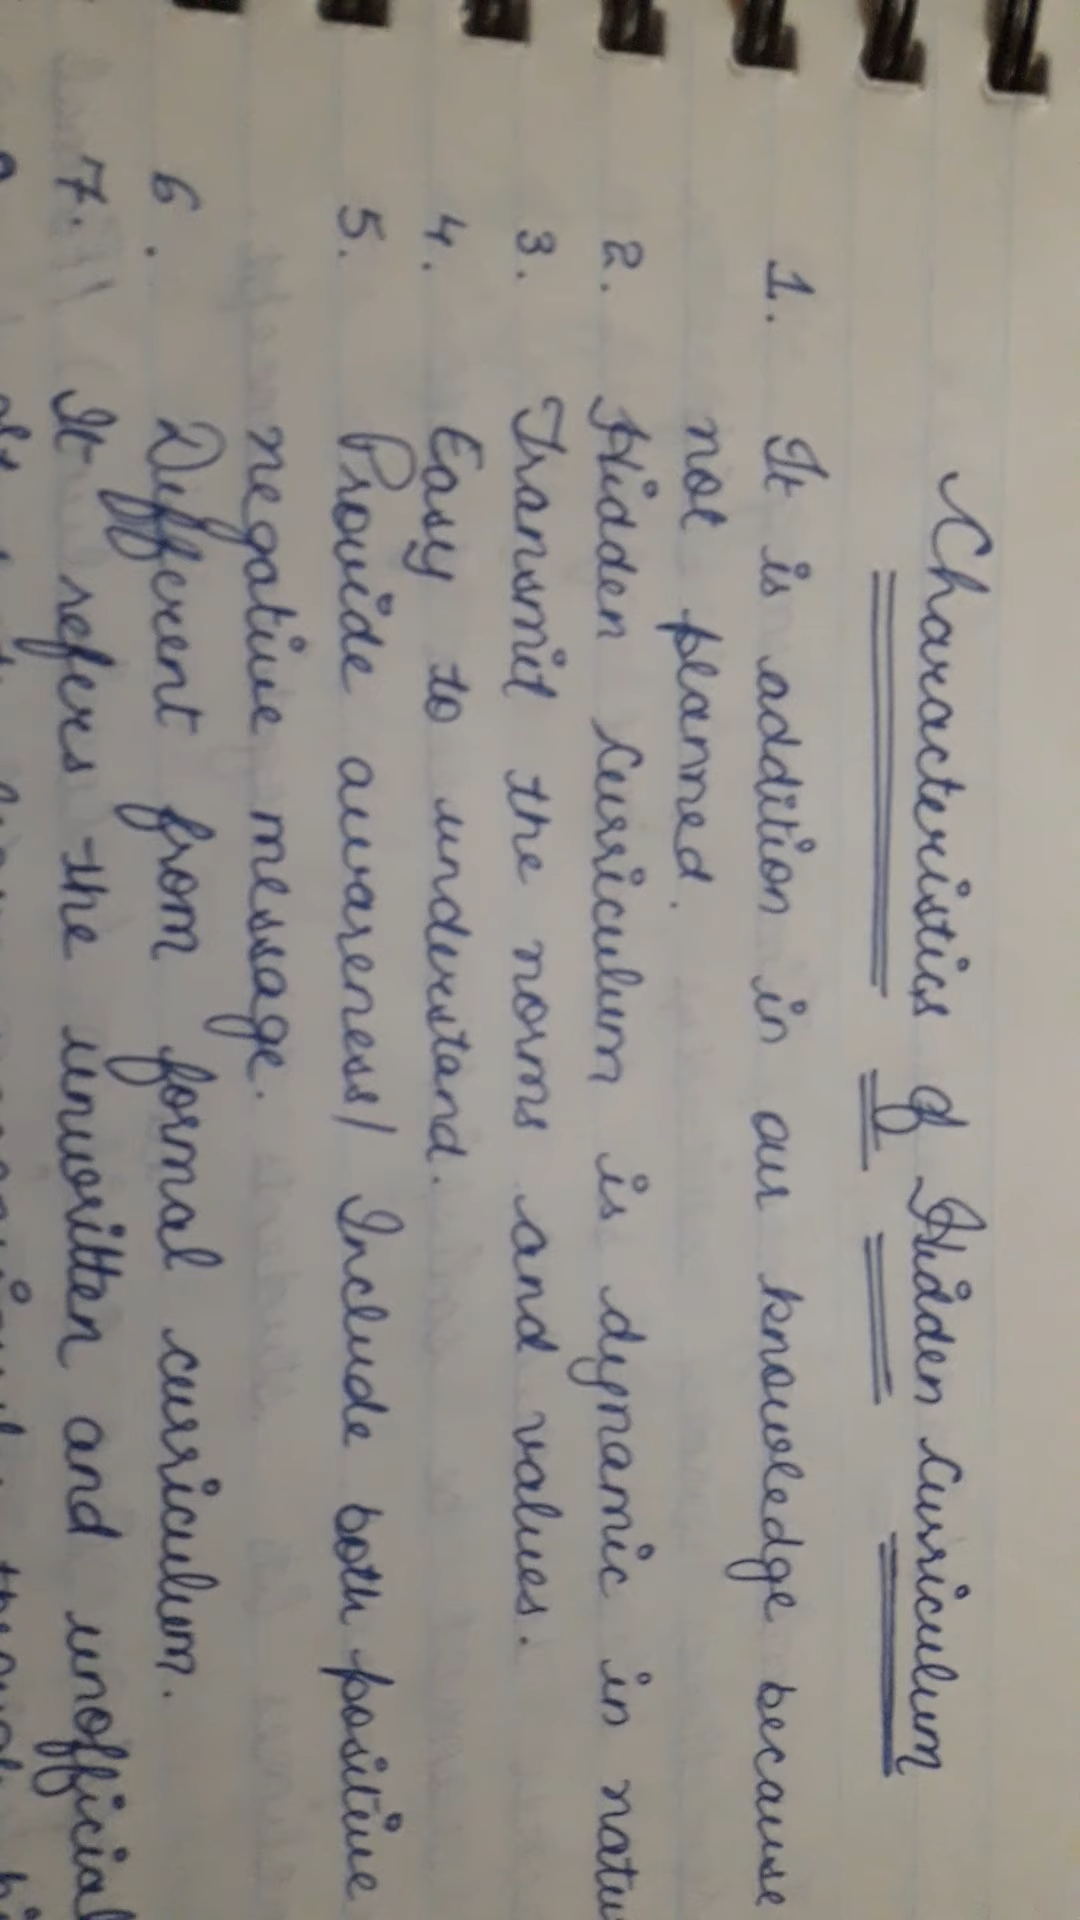 Characteristics of Hidden Curriculum
1. It is addition in our knowledge because
not planned.
2. Hidden Curriculum is dynamic in
3. Transmit the norms and values.
4. Easy to understand.
5. Provide awareness/ Include both positive
negative message.
6. Different from formal curriculum.
7. It refers the unwritten and unofficial